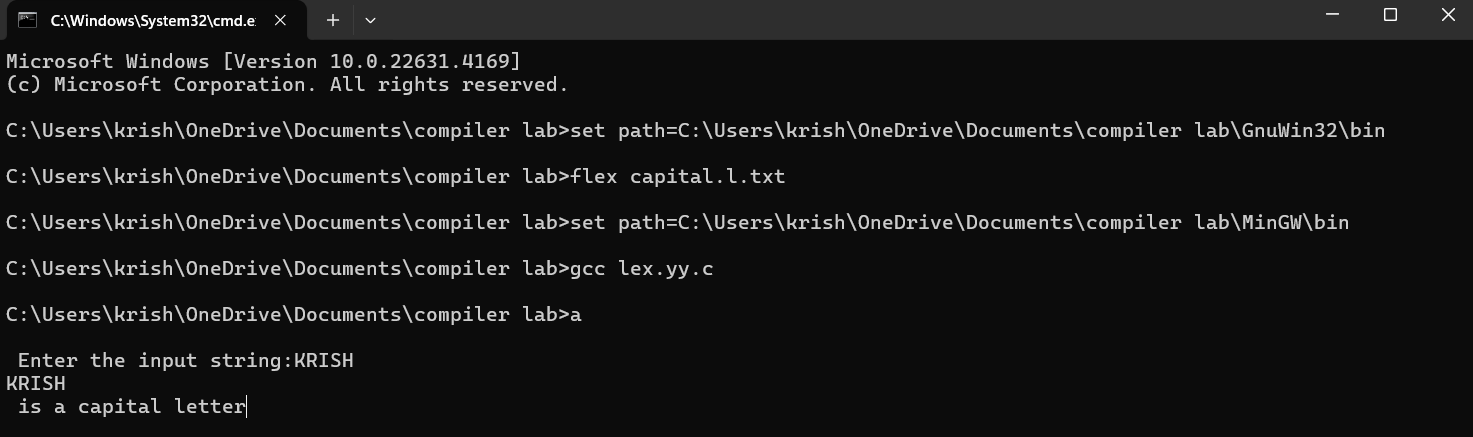 C:\Windows\System32\cmd.e
Microsoft Windows [Version 10.0.22631.4169]
(c) Microsoft Corporation. All rights reserved.
C:\Users\krish\OneDrive\Documents\compiler lab>set path=C:\Users\krish\OneDrive\Documents\compiler lab\GnuWin32\bin
C:\Users\krish\OneDrive\Documents\compiler lab>flex capital.l.txt
C:\Users\krish\OneDrive\Documents\compiler lab>set path=C:\Users\krish\OneDrive\Documents\compiler lab\MinGW\bin
C:\Users\krish\OneDrive\Documents\compiler lab>gcc lex.yy.c
C:\Users\krish\OneDrive\Documents\compiler lab>a
Enter the input string:KRISH
KRISH
is a capital letter